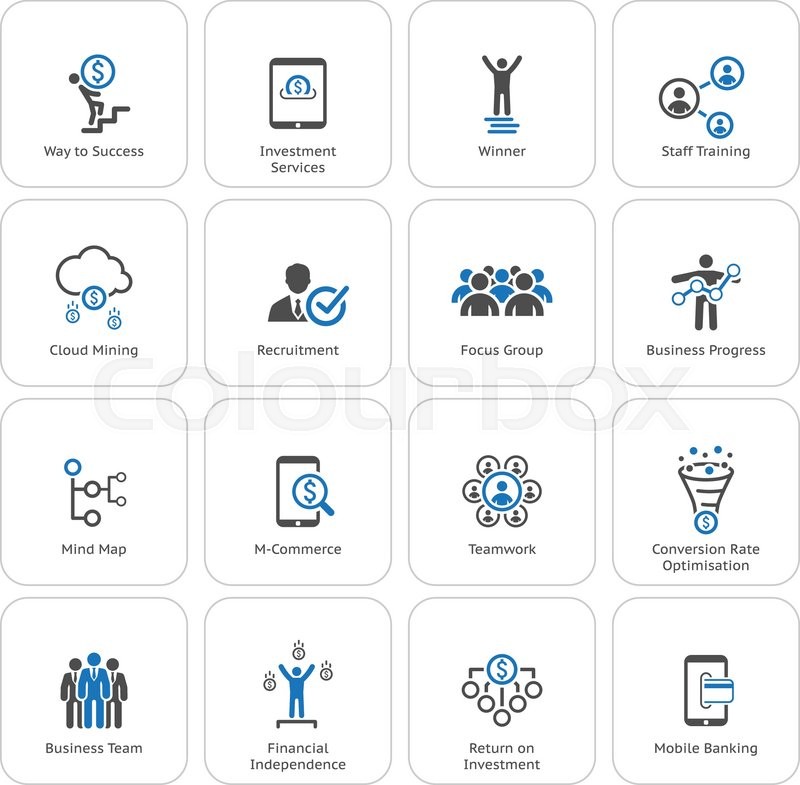 Way to Success
Investment
Services
Winner
Staff Training
Cloud Mining
Recruitment
Focus Group
Business Progress
Colourbox
Mind Map
M-Commerce
Teamwork
Conversion Rate
Optimisation
Business Team
Financial
Independence
Return on
Investment
Mobile Banking